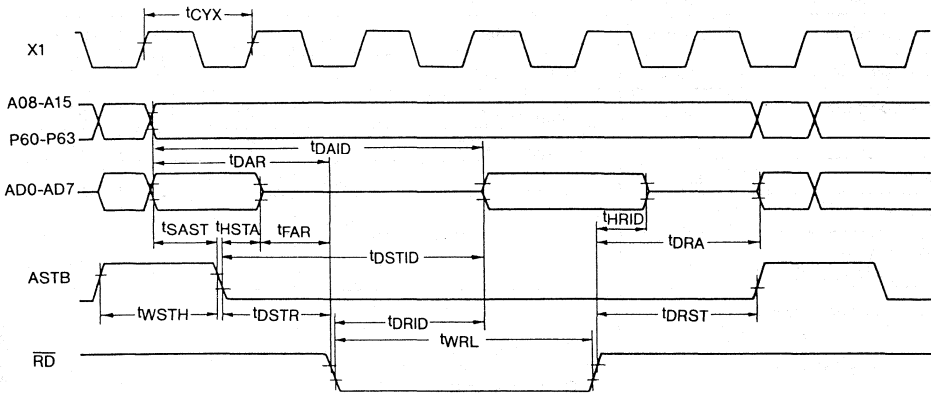 tCYX
X1
A08-A15
P60-P63
tDAID
tDAR
AD0-AD7
tSAST tHSTA tFAR tHRID
tDRA
tDSTID
ASTB
tWSTH tDSTR tDRID tDRST
tWRL
RD